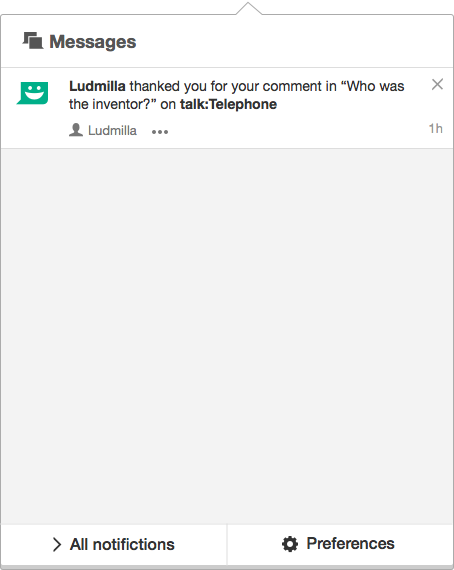 Messages
Ludmilla thanked you for your comment in “Who was
the inventor?” on talk:Telephone
Ludmilla
1h
All notifictions
Preferences